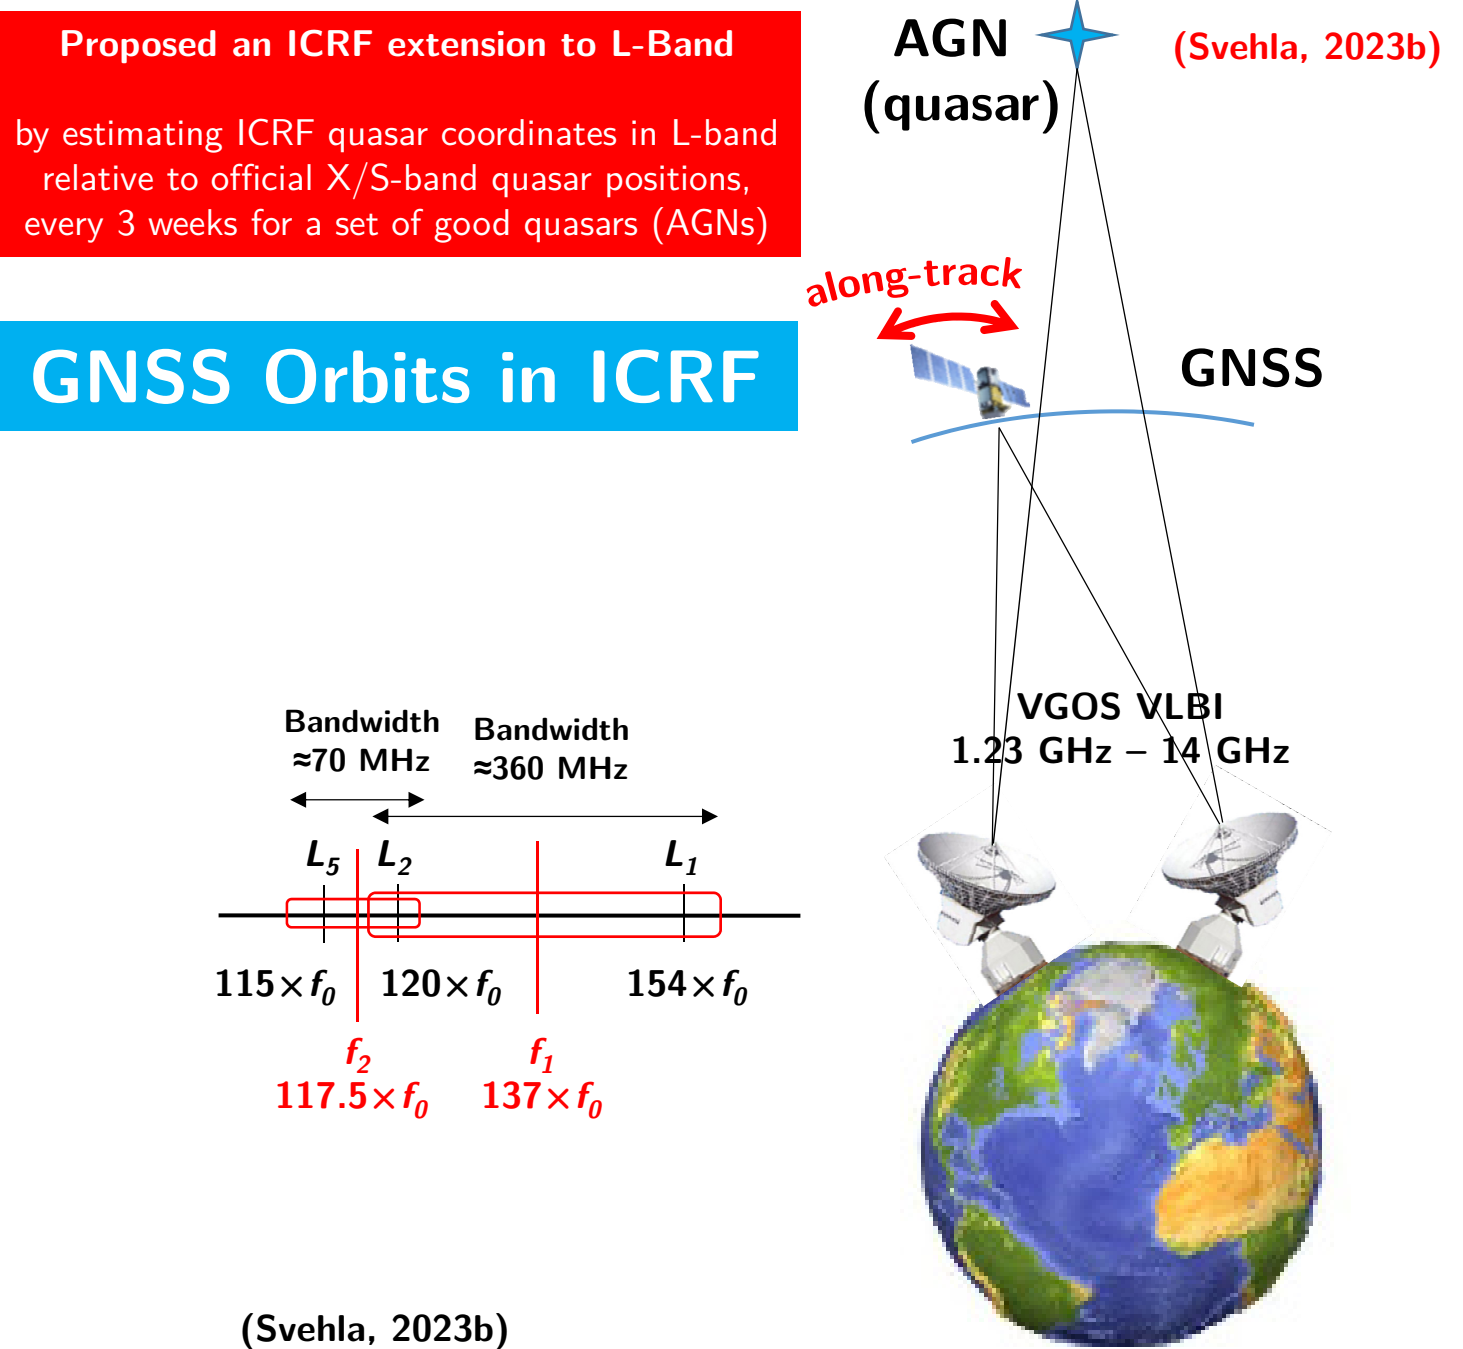 Proposed an ICRF extension to L-Band
by estimating ICRF quasar coordinates in L-band
relative to official X/S-band quasar positions,
every 3 weeks for a set of good quasars (AGNs)
AGN
(quasar)
(Svehla, 2023b)
along-track
GNSS Orbits in ICRF
GNSS
VGOS VLBI
1.23 GHz – 14 GHz
Bandwidth
≈70 MHz
Bandwidth
≈360 MHz
L5 L2 L1
115×f0 120×f0 154×f0
f2 f1
117.5×f0 137×f0
(Svehla, 2023b)